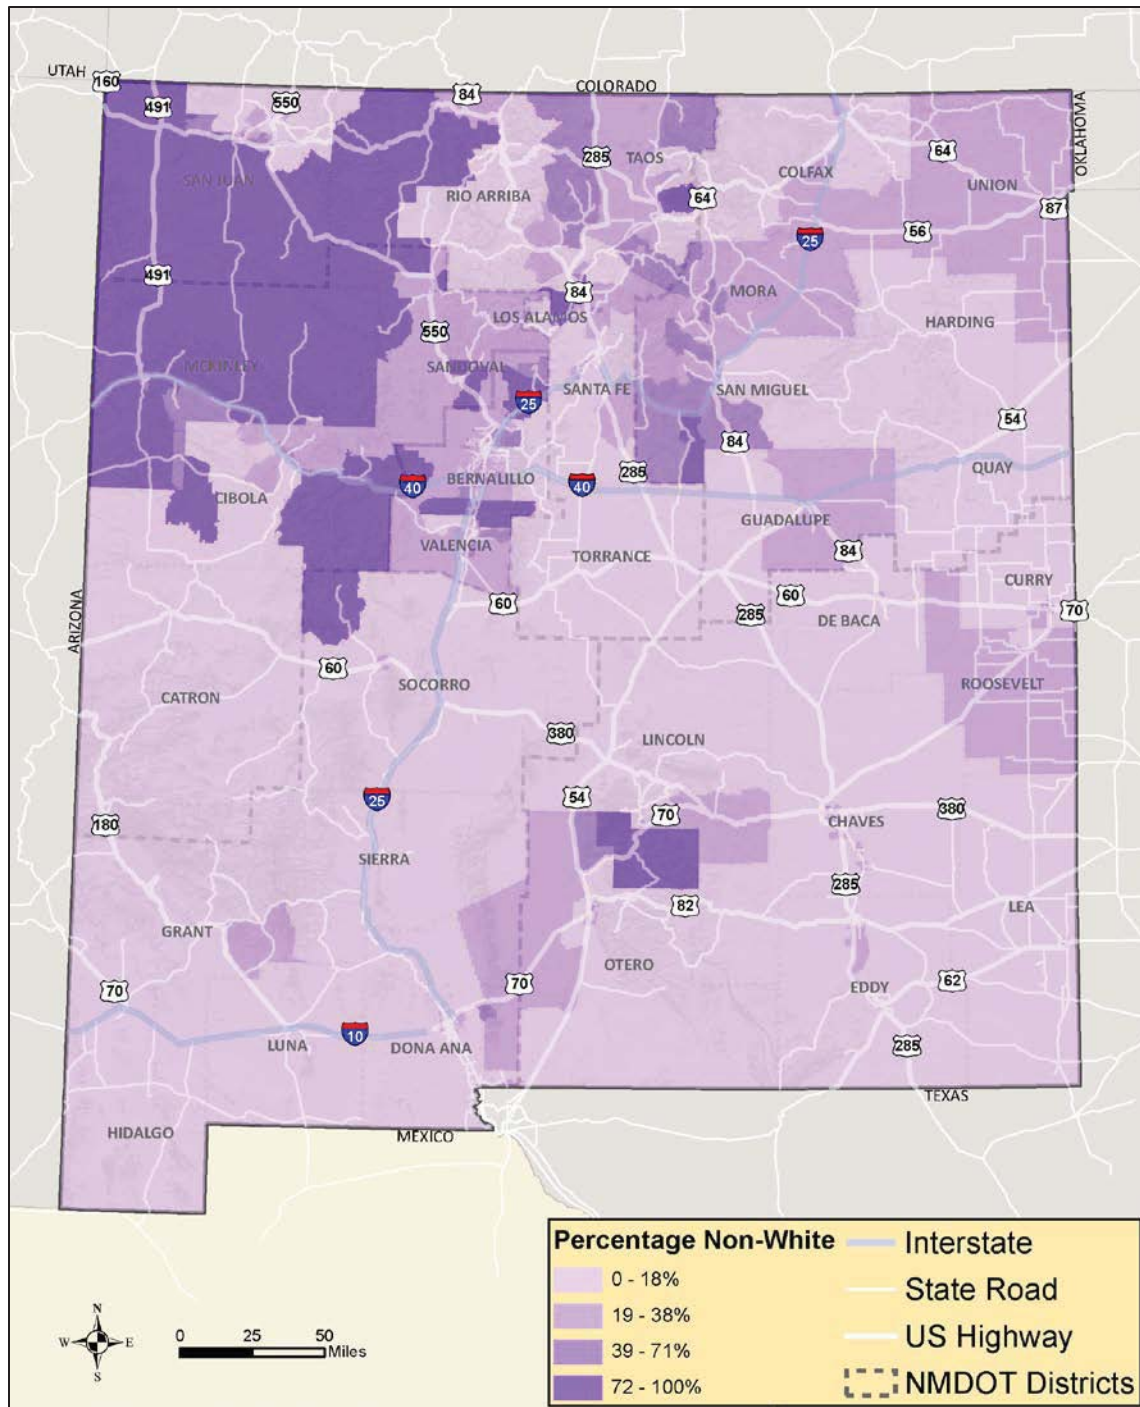 UTAH
160
COLORADO
491
550
84
OKLAHOMA
SAN JUAN
RIO ARRIBA
285
TAOS
64
COLFAX
64
UNION
87
56
25
491
84
MORA
LOS ALAMOS
HARDING
550
MCKINLEY
SANDOVAL
25
SANTA FE
SAN MIGUEL
54
84
285
QUAY
CIBOLA
40
BERNALILLO
40
GUADALUPE
VALENCIA
TORRANCE
84
CURRY
ARIZONA
60
285
60
DE BACA
70
60
CATRON
SOCORRO
ROOSEVELT
380
LINCOLN
25
54
70
CHAVES
380
180
SIERRA
285
82
LEA
GRANT
OTERO
70
70
EDDY
62
10
LUNA
DONA ANA
285
HIDALGO
MEXICO
TEXAS
Percentage Non-White
0 - 18%
19 - 38%
39 - 71%
72 - 100%
Interstate
State Road
US Highway
NMDOT Districts
N
W E
S
0 25 50
Miles